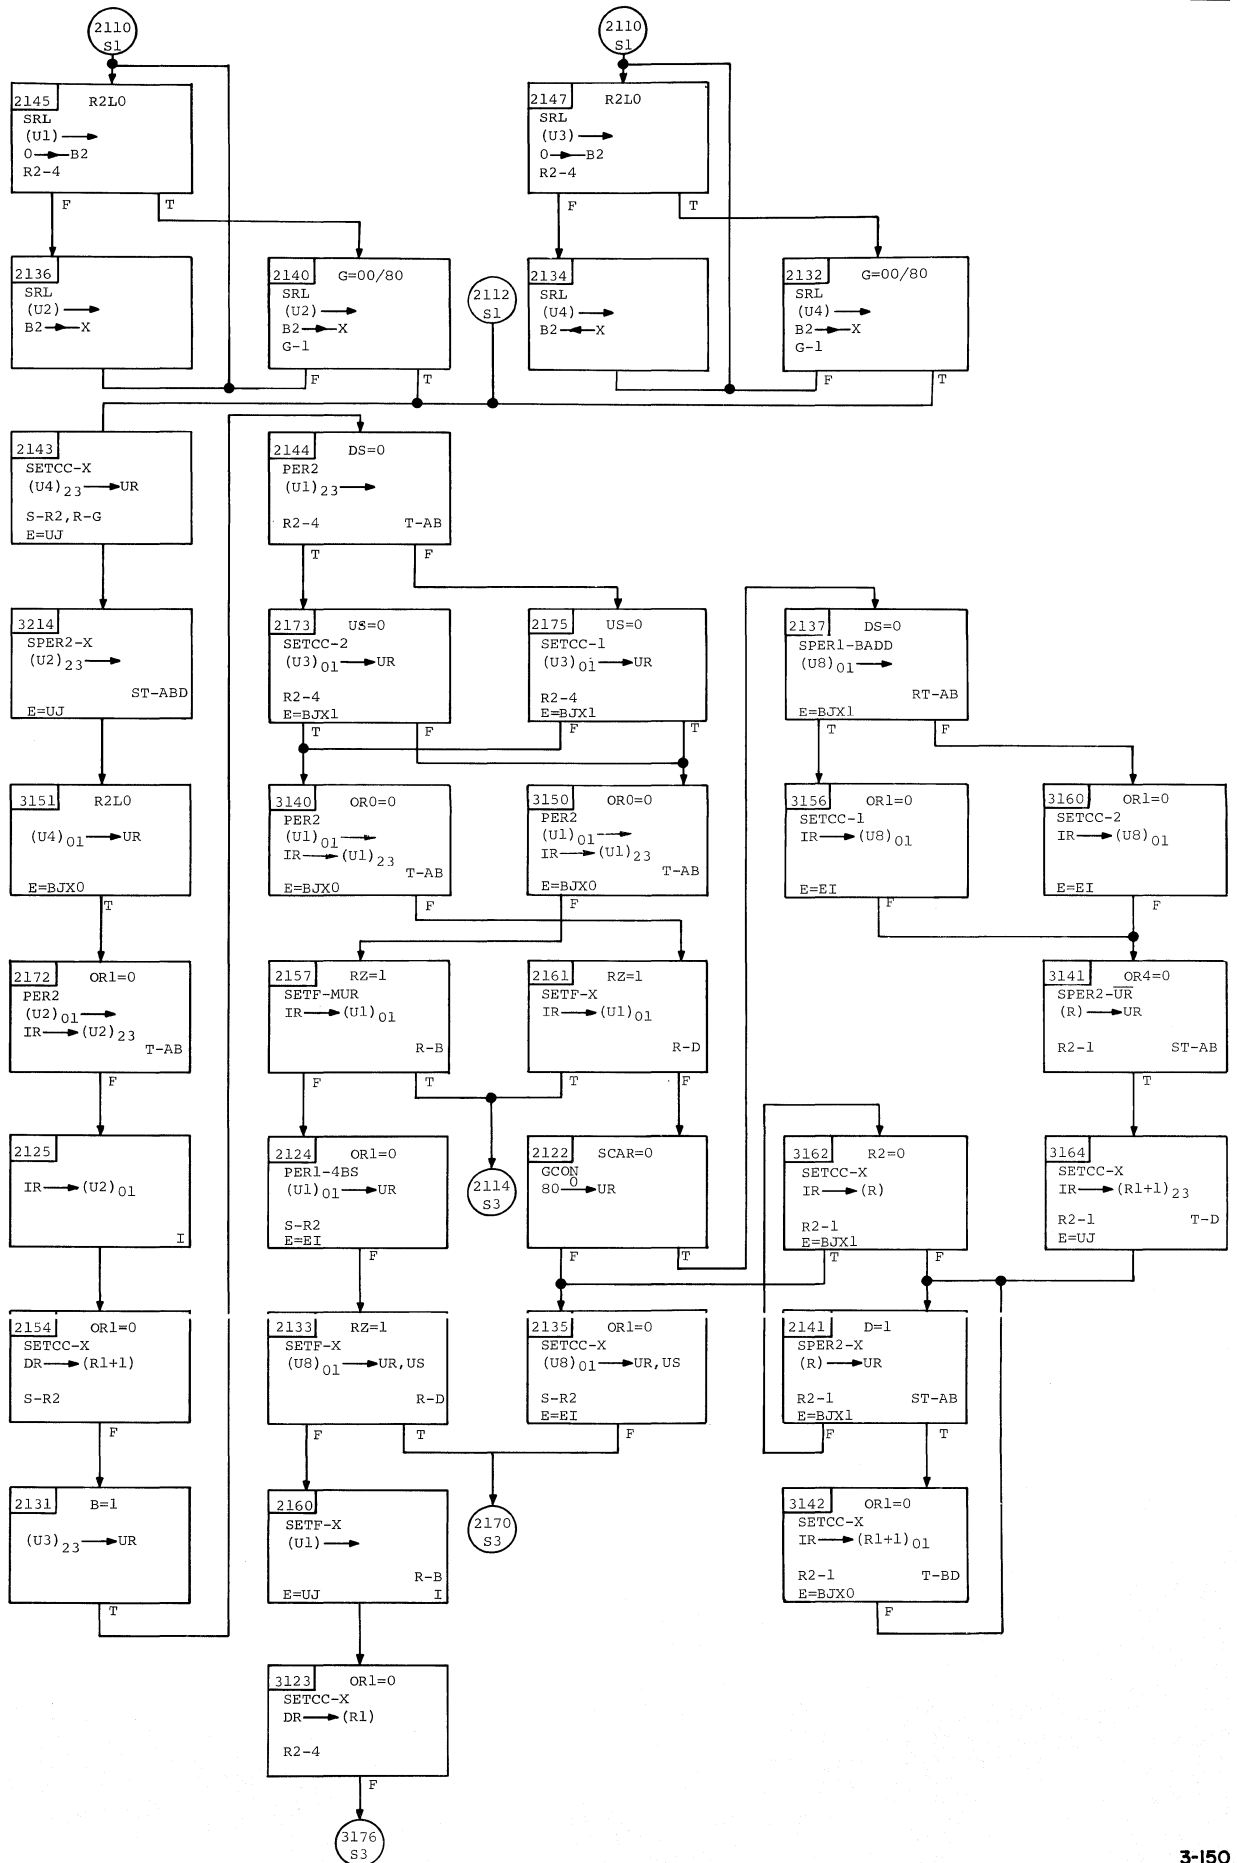 2110
S1
2110
S1
2145 R2L0
SRL
(U1) →
0 → B2
R2-4
F T
2147 R2L0
SRL
(U3) →
0 → B2
R2-4
F T
2136
SRL
(U2) →
B2 → X
2140 G=00/80
SRL
(U2) →
B2 → X
G-1
F T
2112
S1
2134
SRL
(U4) →
B2 ← X
2132 G=00/80
SRL
(U4) →
B2 → X
G-1
F T
2143
SETCC-X
(U4)23 → UR
S-R2,R-G
E=UJ
2144 DS=0
PER2
(U1)23 →
R2-4 T-AB
T F
3214
SPER2-X
(U2)23 →
ST-ABD
E=UJ
2173 US=0
SETCC-2
(U3)01 → UR
R2-4
E=BJX1
T F
2175 US=0
SETCC-1
(U3)01 → UR
R2-4
E=BJX1
F T
2137 DS=0
SPER1-BADD
(U8)01 →
RT-AB
E=BJX1
T F
3151 R2L0
(U4)01 → UR
E=BJX0
T
3140 OR0=0
PER2
(U1)01 →
IR → (U1)23
T-AB
E=BJX0
F
3150 OR0=0
PER2
(U1)01 →
IR → (U1)23
T-AB
E=BJX0
F
3156 OR1=0
SETCC-1
IR → (U8)01
E=EI
F
3160 OR1=0
SETCC-2
IR → (U8)01
E=EI
F
2172 OR1=0
PER2
(U2)01 →
IR → (U2)23
T-AB
F
2157 RZ=1
SETF-MUR
IR → (U1)01
R-B
F T
2161 RZ=1
SETF-X
IR → (U1)01
R-D
T F
3141 OR4=0
SPER2-U̅R̅
(R) → UR
R2-1 ST-AB
T
2125
IR → (U2)01
I
2124 OR1=0
PER1-4BS
(U1)01 → UR
S-R2
E=EI
F
2114
S3
2122 SCAR=0
GCON
0
80 → UR
F T
3162 R2=0
SETCC-X
IR → (R)
R2-1
E=BJX1
T F
3164
SETCC-X
IR → (R1+1)23
R2-1 T-D
E=UJ
2154 OR1=0
SETCC-X
DR → (R1+1)
S-R2
F
2133 RZ=1
SETF-X
(U8)01 → UR,US
R-D
F T
2135 OR1=0
SETCC-X
(U8)01 → UR,US
S-R2
E=EI
F
2141 D=1
SPER2-X
(R) → UR
R2-1 ST-AB
E=BJX1
F T
2131 B=1
(U3)23 → UR
T
2160
SETF-X
(U1) →
R-B
E=UJ I
2170
S3
3142 OR1=0
SETCC-X
IR → (R1+1)01
R2-1 T-BD
E=BJX0
F
3123 OR1=0
SETCC-X
DR → (R1)
R2-4
F
3176
S3
3-150